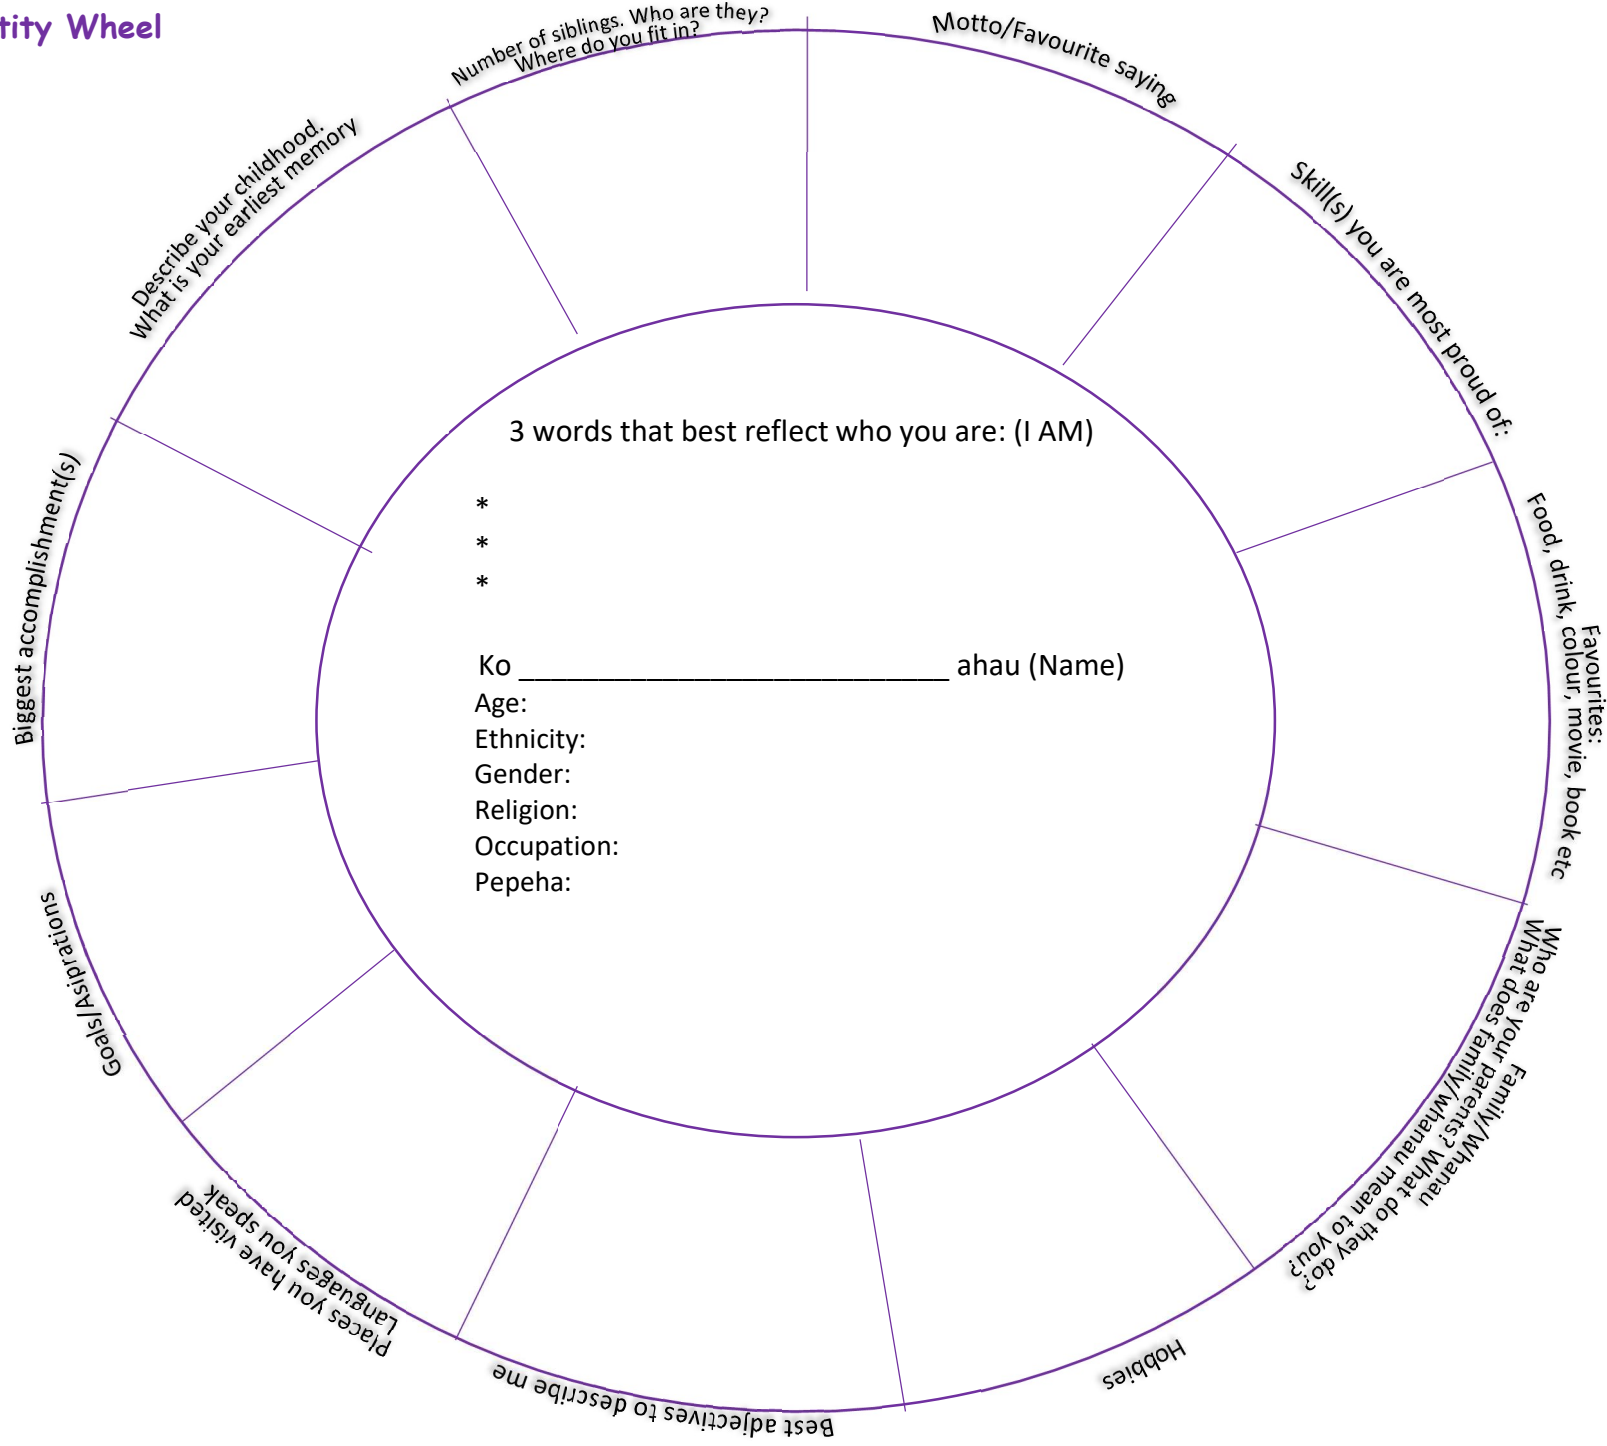 tity Wheel
Number of siblings. Who are they?
Where do you fit in?
Motto/Favourite saying
Skill(s) you are most proud of:
Favourites:
Food, drink, colour, movie, book etc
Family/Whanau
Who are your parents? What do they do?
What does family/whanau mean to you?
Hobbies
Best adjectives to describe me
Places you have visited
Languages you speak
Goals/Asiprations
Biggest accomplishment(s)
Describe your childhood.
What is your earliest memory
3 words that best reflect who you are: (I AM)
*
*
*
Ko ______________________________ ahau (Name)
Age:
Ethnicity:
Gender:
Religion:
Occupation:
Pepeha: